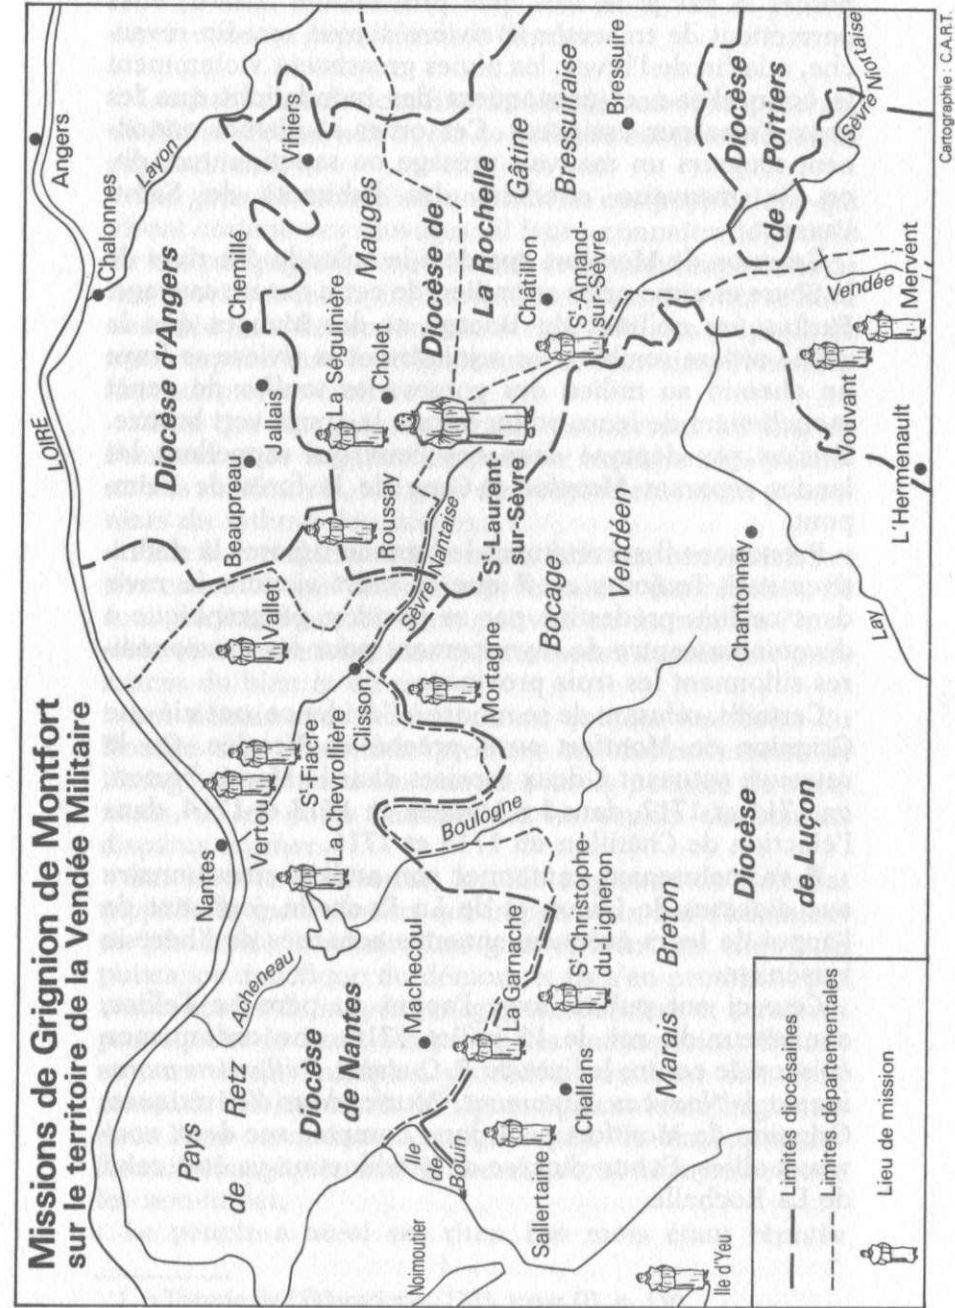 Missions de Grignion de Montfort
sur le territoire de la Vendée Militaire
Angers
Chalonnes
Layon
LOIRE
Diocèse d'Angers
Vihiers
Chemillé
Jallais
Beaupreau
Mauges
La Séguinière
Cholet
Roussay
Vallet
Nantes
Vertou
St-Fiacre
La Chevrolière
Clisson
Sèvre Nantaise
St-Laurent-
sur-Sèvre
Diocèse
de
La Rochelle
Châtillon
Gâtine
Bressuraise
Bressuire
St-Amand-
sur-Sèvre
Diocèse
de Poitiers
(Sèvre Niortaise
Acheneau
Pays
de Retz
Diocèse
de Nantes
Machecoul
Boulogne
Montaigne
Bocage
Vendéen
La Garnache
St-Christophe-
du-Ligneron
Ile
de
Bouin
Noirmoutier
Sallertaine
Challans
Marais Breton
Chantonnay
Vouvant
Vendée
Mervent
L'Hermenault
Lay
Diocèse
de Luçon
Ile d'Yeu
Limites diocésaines
Limites départementales
Lieu de mission
Cartographie : C.A.R.T.